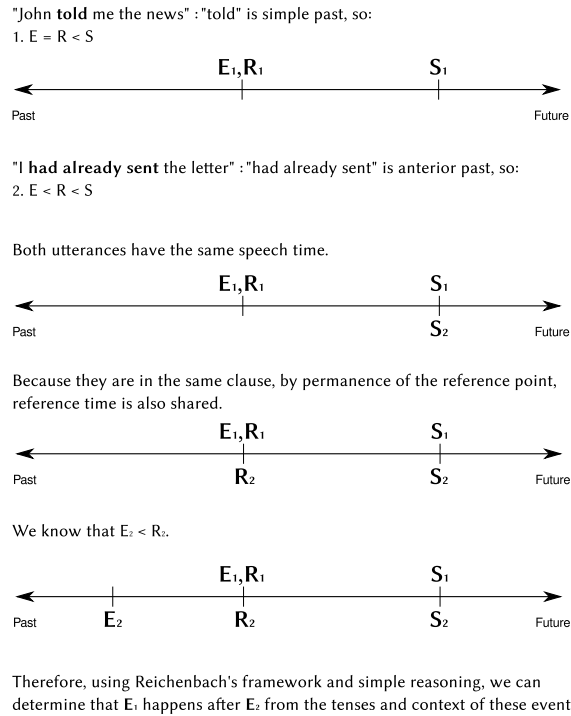 "John told me the news" : "told" is simple past, so:
1. E = R < S
E₁,R₁ S₁
Past Future
"I had already sent the letter" : "had already sent" is anterior past, so:
2. E < R < S
Both utterances have the same speech time.
E₁,R₁ S₁
Past S₂ Future
Because they are in the same clause, by permanence of the reference point,
reference time is also shared.
E₁,R₁ S₁
Past R₂ S₂ Future
We know that E₂ < R₂.
E₁,R₁ S₁
Past E₂ R₂ S₂ Future
Therefore, using Reichenbach's framework and simple reasoning, we can
determine that E₁ happens after E₂ from the tenses and context of these event